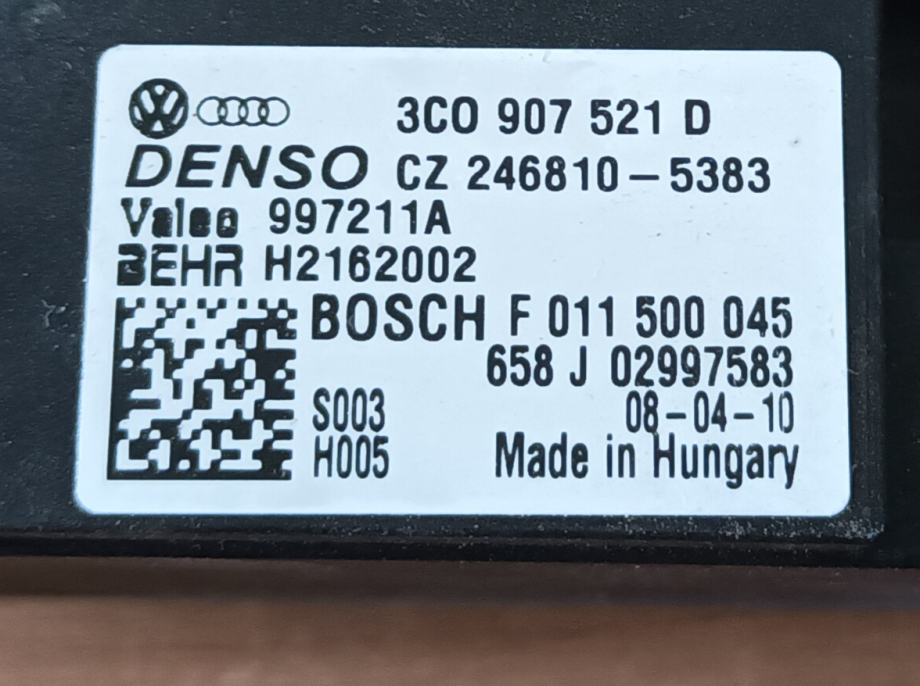 3C0 907 521 D
DENSO CZ 246810-5383
Valeo 997211A
BEHR H2162002
BOSCH F 011 500 045
658 J 02997583
S003 08-04-10
H005 Made in Hungary